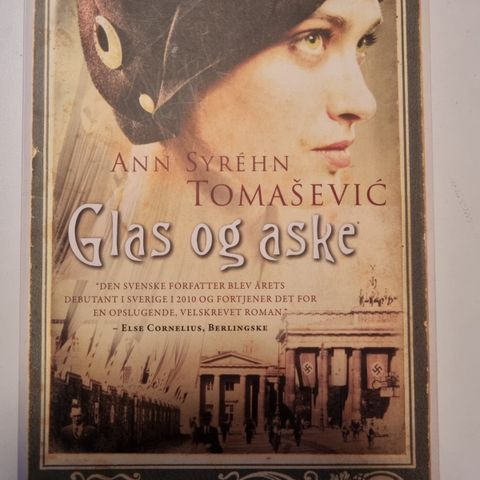 ANN SYRÉHN
TOMAŠEVIĆ
Glas og aske
"DEN SVENSKE FORFATTER BLEV ÅRETS
DEBUTANT I SVERIGE I 2010 OG FORTJENER DET FOR
EN OPSLUGENDE, VELSKREVET ROMAN."
– ELSE CORNELIUS, BERLINGSKE